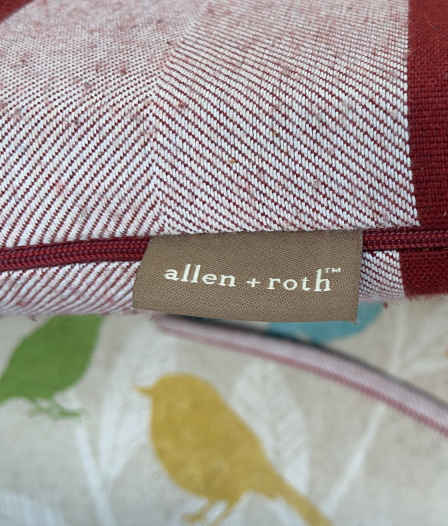 allen + roth™